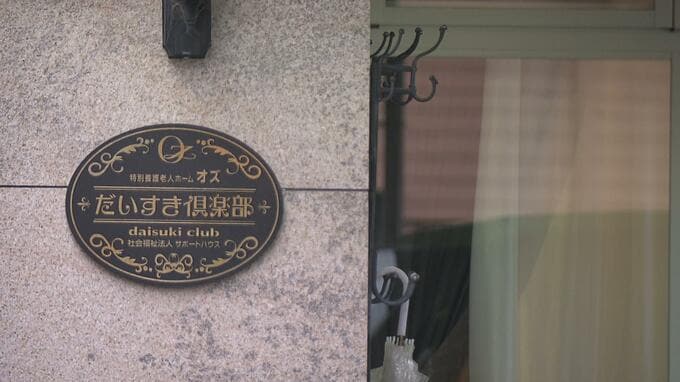 Oz
特別養護老人ホーム オズ
だいすき倶楽部
daisuki club
社会福祉法人 サポートハウス